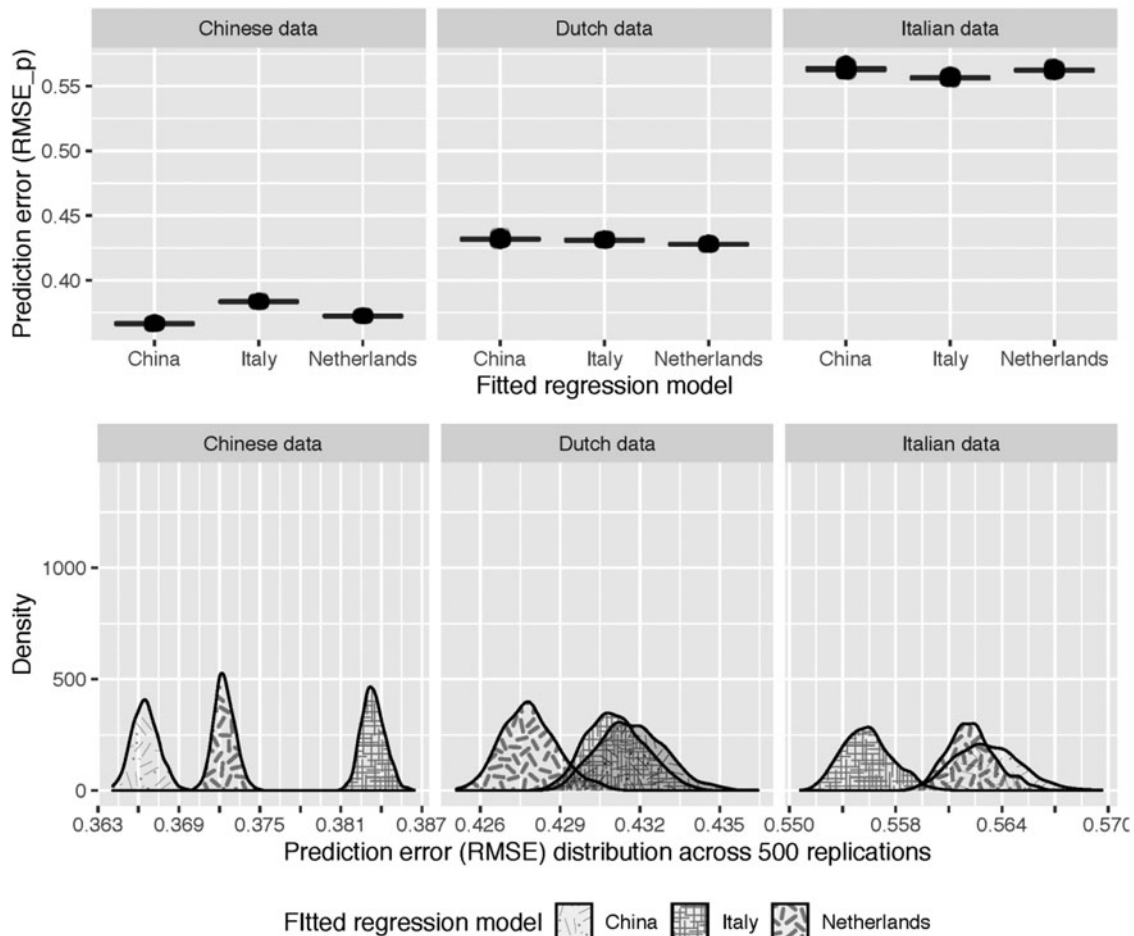 Chinese data Dutch data Italian data
Prediction error (RMSE_p)
0.55
0.50
0.45
0.40
China Italy Netherlands China Italy Netherlands China Italy Netherlands
Fitted regression model
Chinese data Dutch data Italian data
Density
1000
500
0
0.363 0.369 0.375 0.381 0.387 0.426 0.429 0.432 0.435 0.550 0.558 0.564 0.570
Prediction error (RMSE) distribution across 500 replications
FItted regression model China Italy Netherlands